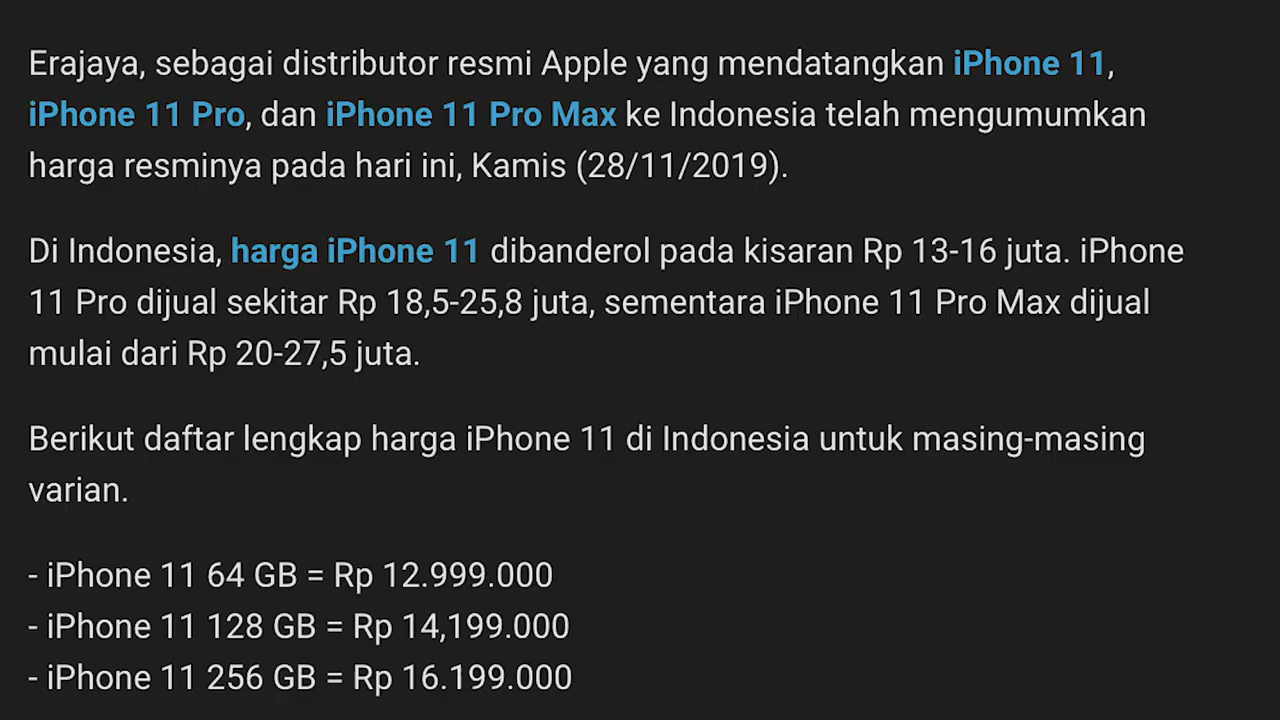 Erajaya, sebagai distributor resmi Apple yang mendatangkan iPhone 11,
iPhone 11 Pro, dan iPhone 11 Pro Max ke Indonesia telah mengumumkan
harga resminya pada hari ini, Kamis (28/11/2019).
Di Indonesia, harga iPhone 11 dibanderol pada kisaran Rp 13-16 juta. iPhone
11 Pro dijual sekitar Rp 18,5-25,8 juta, sementara iPhone 11 Pro Max dijual
mulai dari Rp 20-27,5 juta.
Berikut daftar lengkap harga iPhone 11 di Indonesia untuk masing-masing
varian.
- iPhone 11 64 GB = Rp 12.999.000
- iPhone 11 128 GB = Rp 14,199.000
- iPhone 11 256 GB = Rp 16.199.000